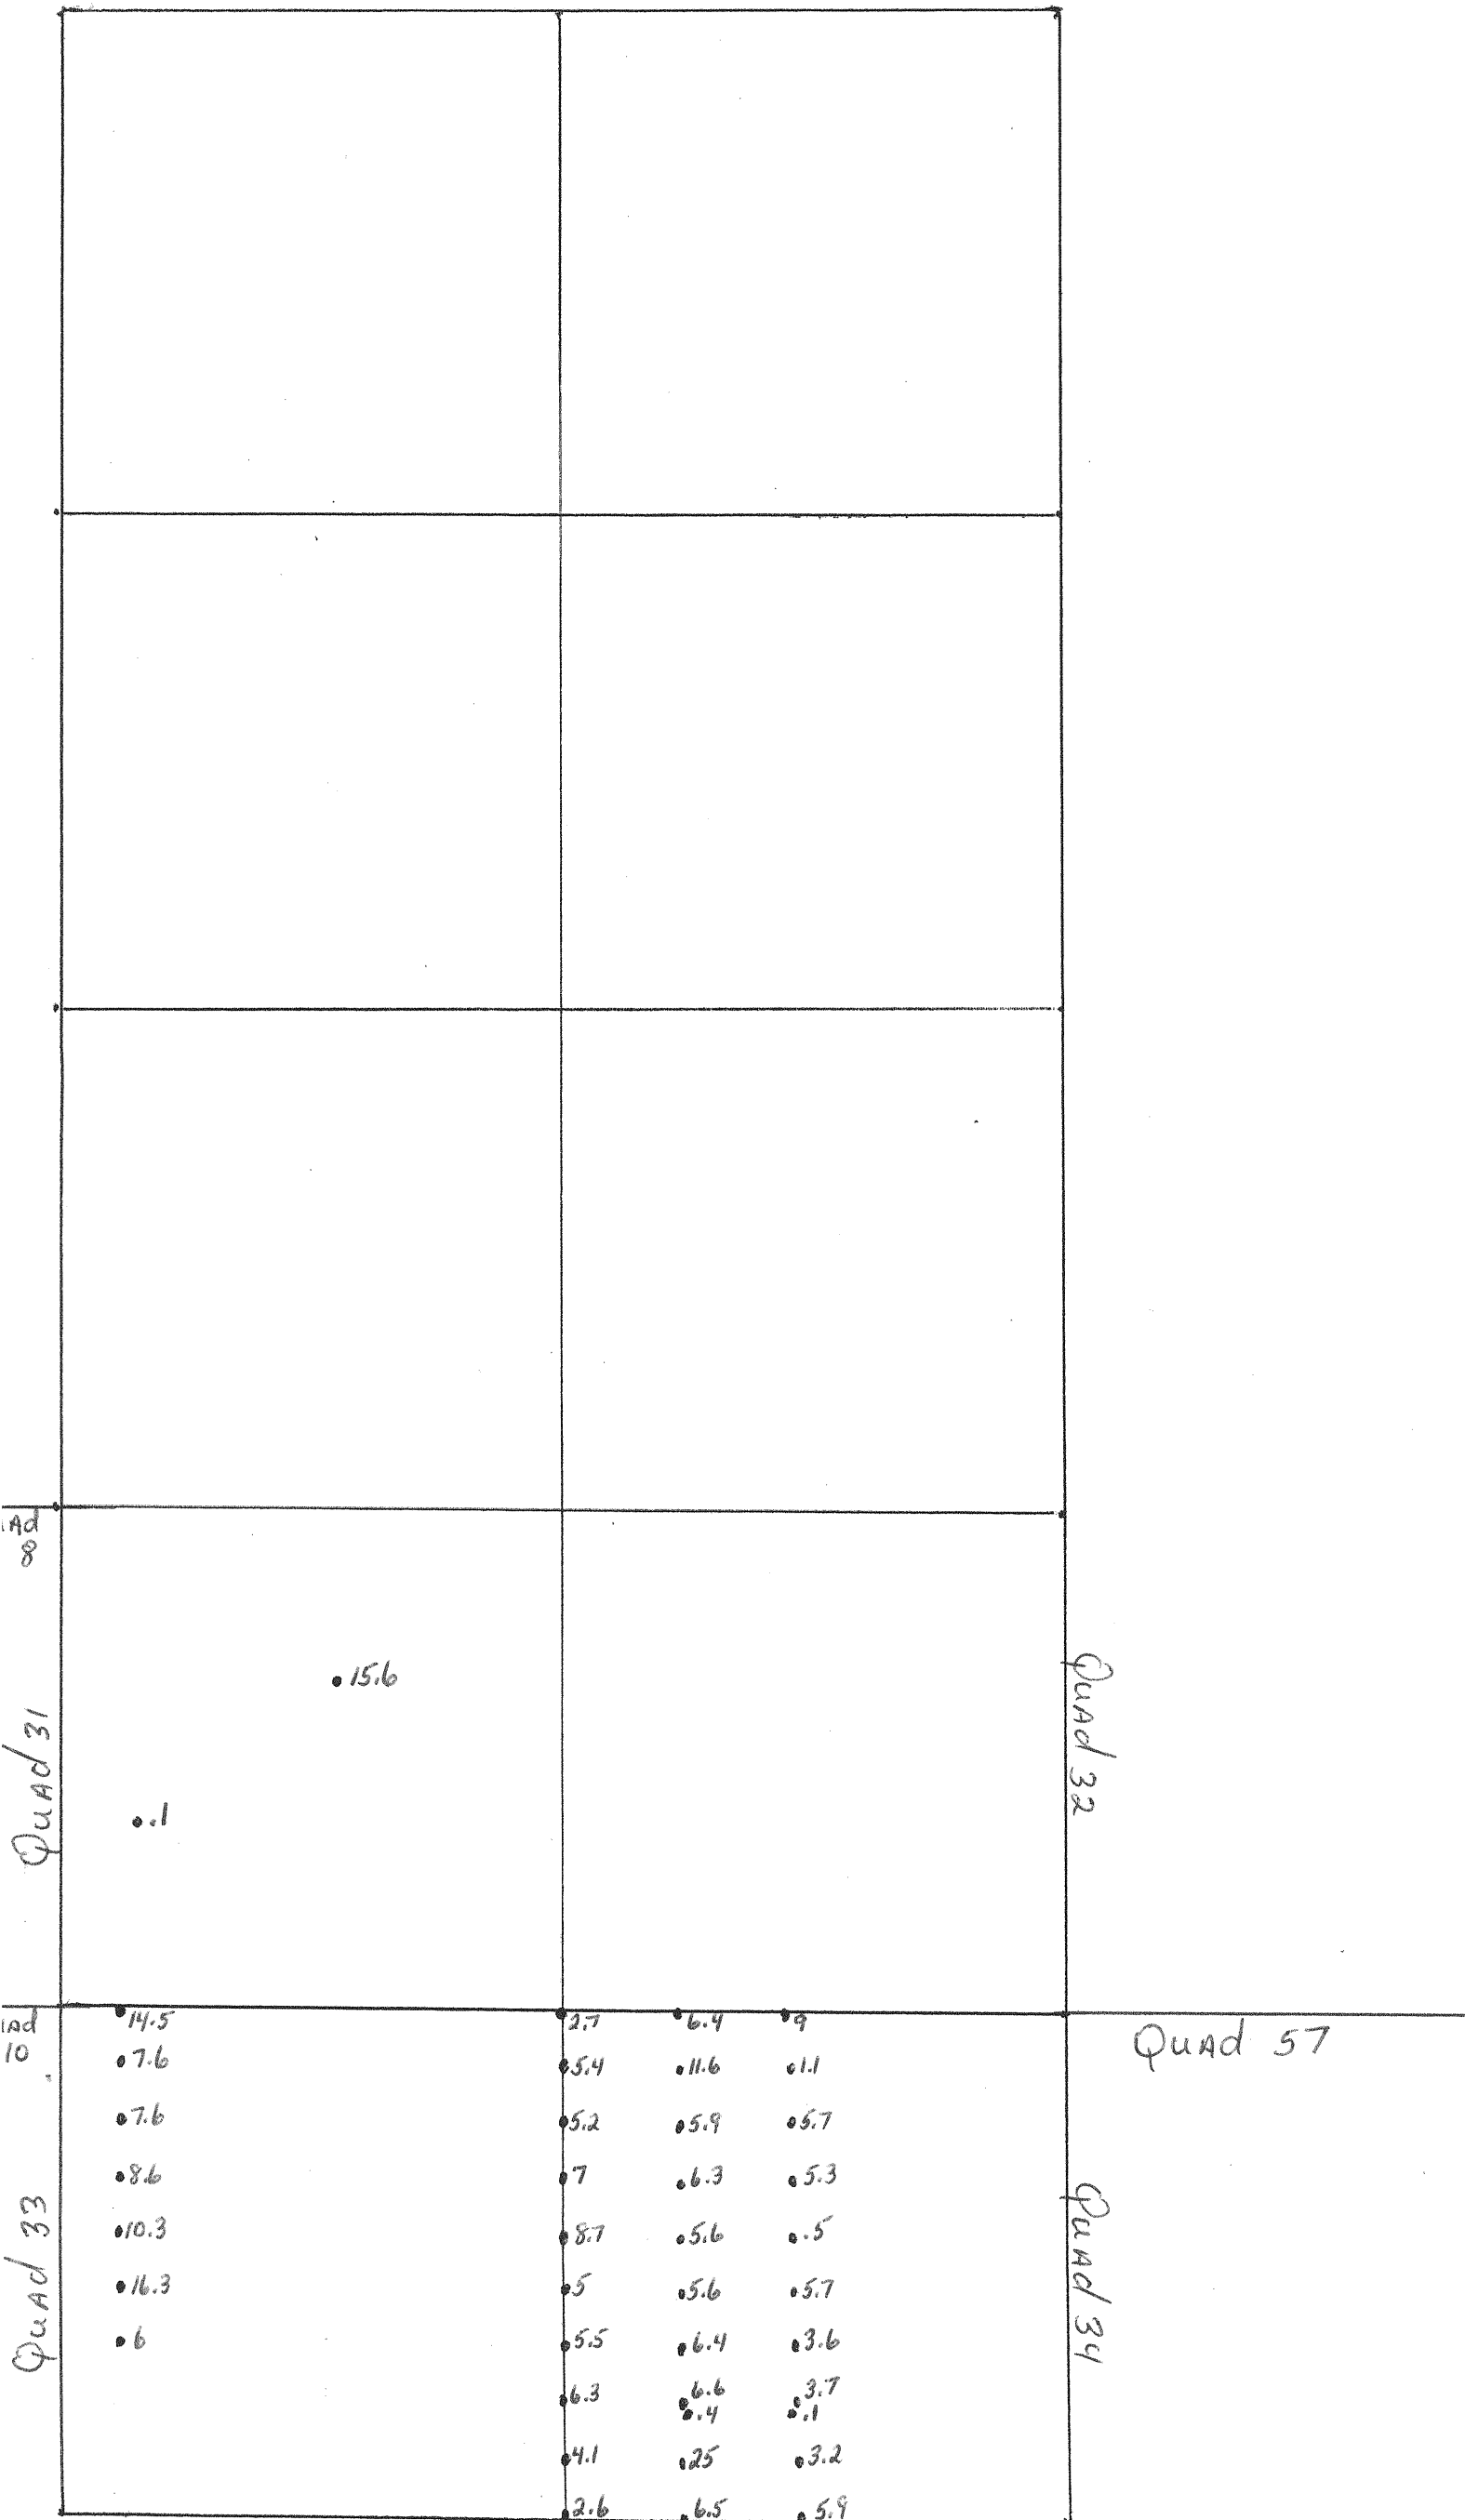 Ad
8
• 15.6
Quad 31
Quad 32
• .1
Ad
10
14.5 2.7 6.4 9
Quad 57
7.6 5.4 11.6 1.1
7.6 5.2 5.9 5.7
8.6 7 6.3 5.3
Quad 33
Quad 34
10.3 8.7 5.6 .5
16.3 5 5.6 5.7
6 5.5 6.4 3.6
6.3 6.6 3.7
.4 .1
4.1 25 3.2
2.6 6.5 5.9